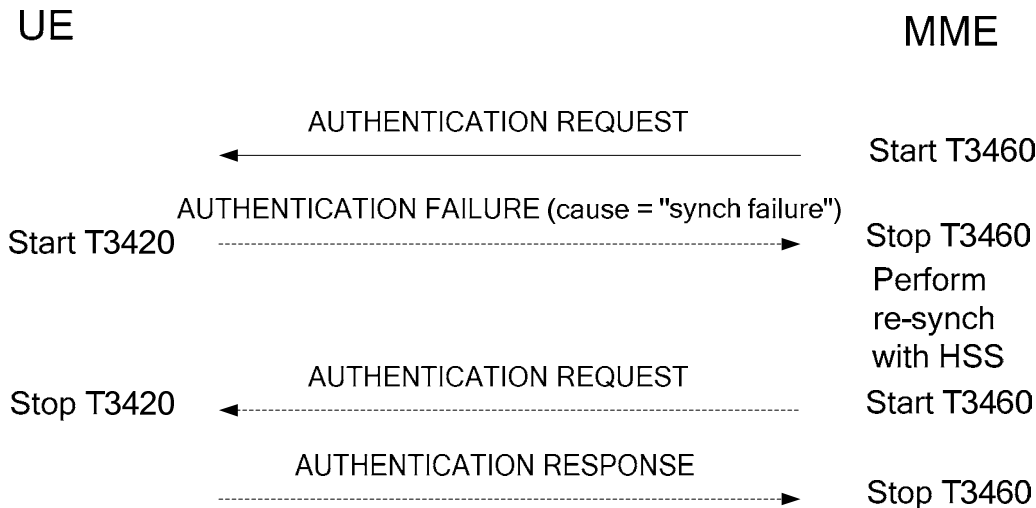 UE
MME
AUTHENTICATION REQUEST
Start T3460
AUTHENTICATION FAILURE (cause = "synch failure")
Start T3420
Stop T3460
Perform
re-synch
with HSS
AUTHENTICATION REQUEST
Stop T3420
Start T3460
AUTHENTICATION RESPONSE
Stop T3460